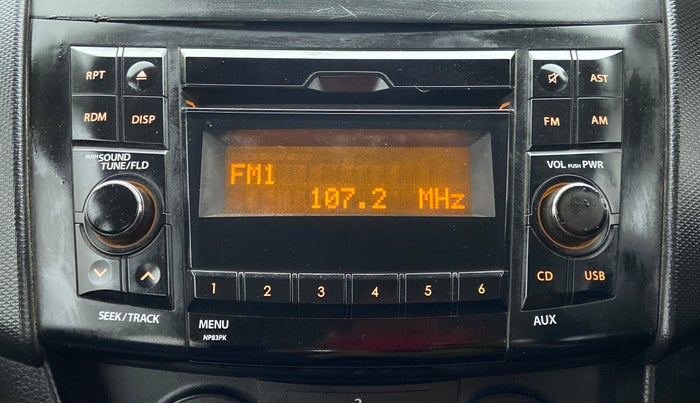 RPT
AST
RDM DISP
FM AM
PUSH SOUND
TUNE/FLD
VOL PUSH PWR
FM1
107.2 MHz
CD USB
1 2 3 4 5 6
SEEK/TRACK
MENU
NP83PK
AUX